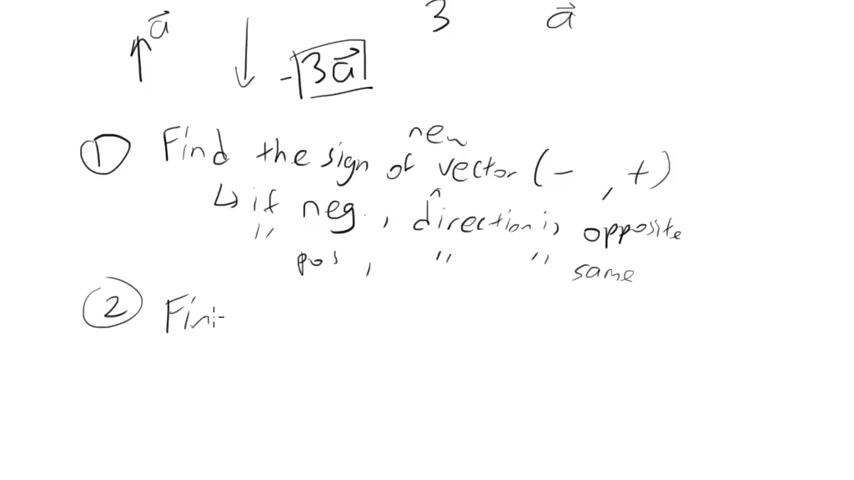 3 a⃗
a⃗
-3a⃗
① Find the sign of new vector (- , +)
↳ if neg., direction is opposite
" pos, " " same
② Fin